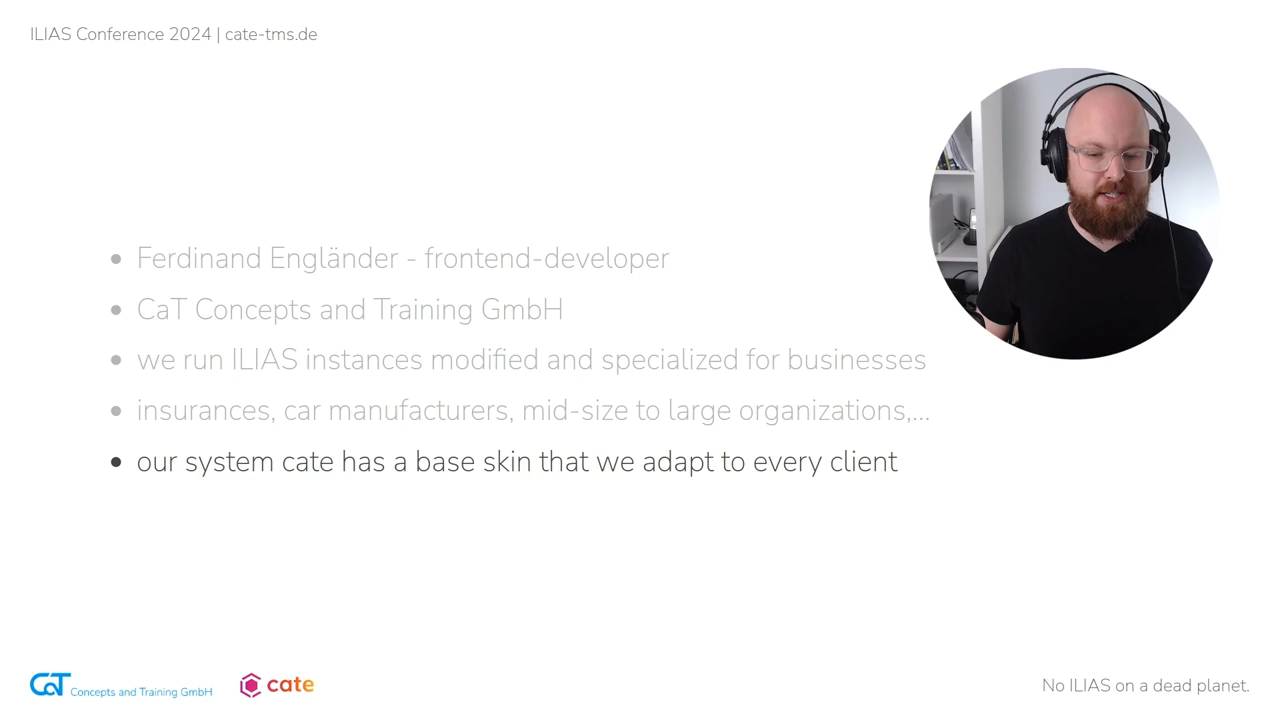 ILIAS Conference 2024 | cate-tms.de
Ferdinand Engländer - frontend-developer
CaT Concepts and Training GmbH
we run ILIAS instances modified and specialized for businesses
insurances, car manufacturers, mid-size to large organizations,...
our system cate has a base skin that we adapt to every client
CaT Concepts and Training GmbH
cate
No ILIAS on a dead planet.